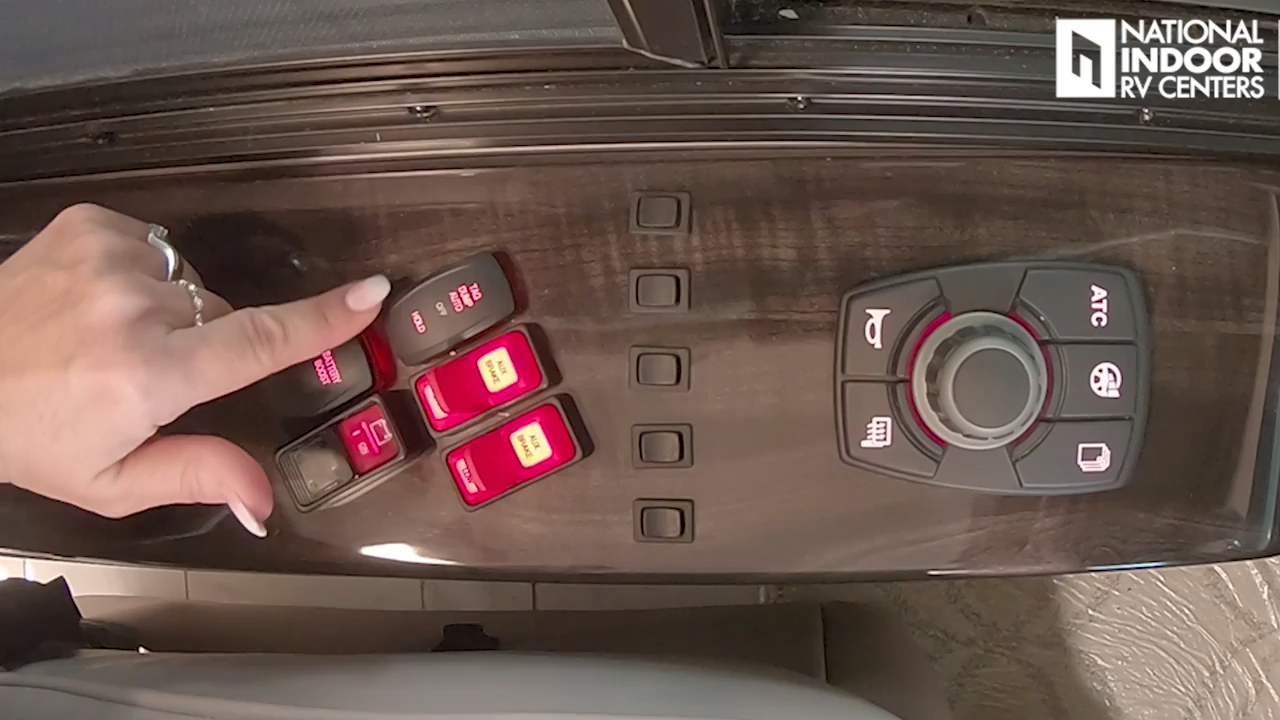 NATIONAL
INDOOR
RV CENTERS
TAG
DUMP
AUTO
OFF
HOLD
BATTERY
BOOST
AUX
BRAKE
AUX
BRAKE
ATC